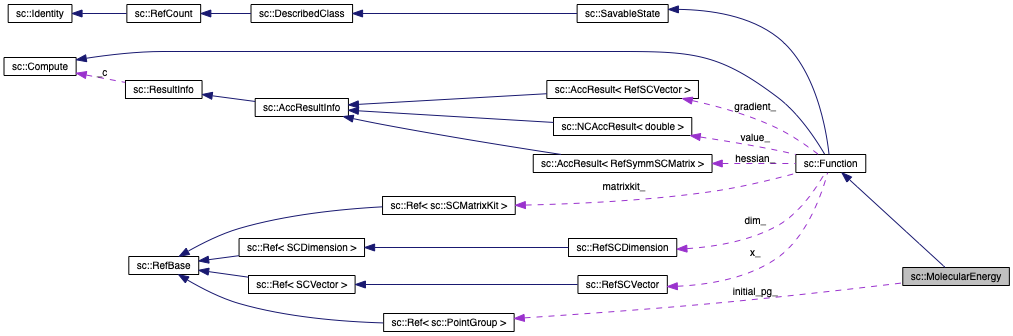 sc::Identity
sc::RefCount
sc::DescribedClass
sc::SavableState
sc::Compute
_c
sc::ResultInfo
sc::AccResultInfo
sc::AccResult< RefSCVector >
gradient_
sc::NCAccResult< double >
value_
sc::AccResult< RefSymmSCMatrix >
hessian_
sc::Function
matrixkit_
sc::Ref< sc::SCMatrixKit >
dim_
sc::Ref< SCDimension >
sc::RefSCDimension
x_
sc::RefBase
sc::Ref< SCVector >
sc::RefSCVector
sc::MolecularEnergy
initial_pg_
sc::Ref< sc::PointGroup >